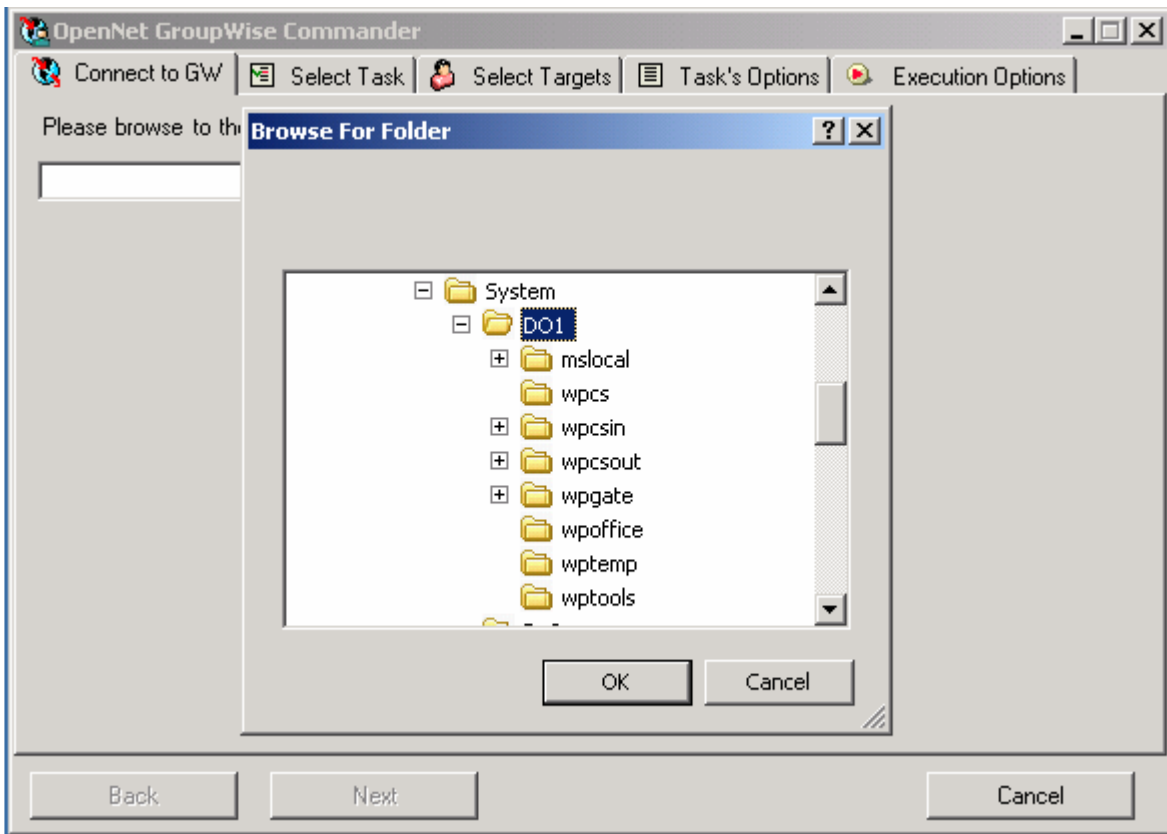 OpenNet GroupWise Commander
Connect to GW Select Task Select Targets Task's Options Execution Options
Please browse to the
Browse For Folder
System
DO1
mslocal
wpcs
wpcsin
wpcsout
wpgate
wpoffice
wptemp
wptools
OK Cancel
Back Next Cancel